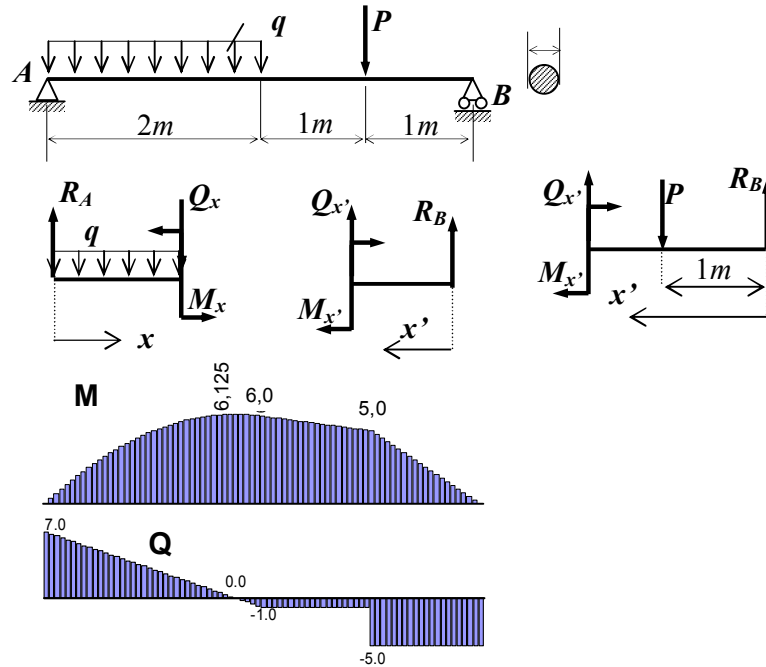 q P
A B
2m 1m 1m
R_A Q_x Q_x' R_B Q_x' P R_B
q
M_x M_x' M_x' 1m
x x' x'
M 6,125 6,0 5,0
7.0 Q
0.0
-1.0
-5.0